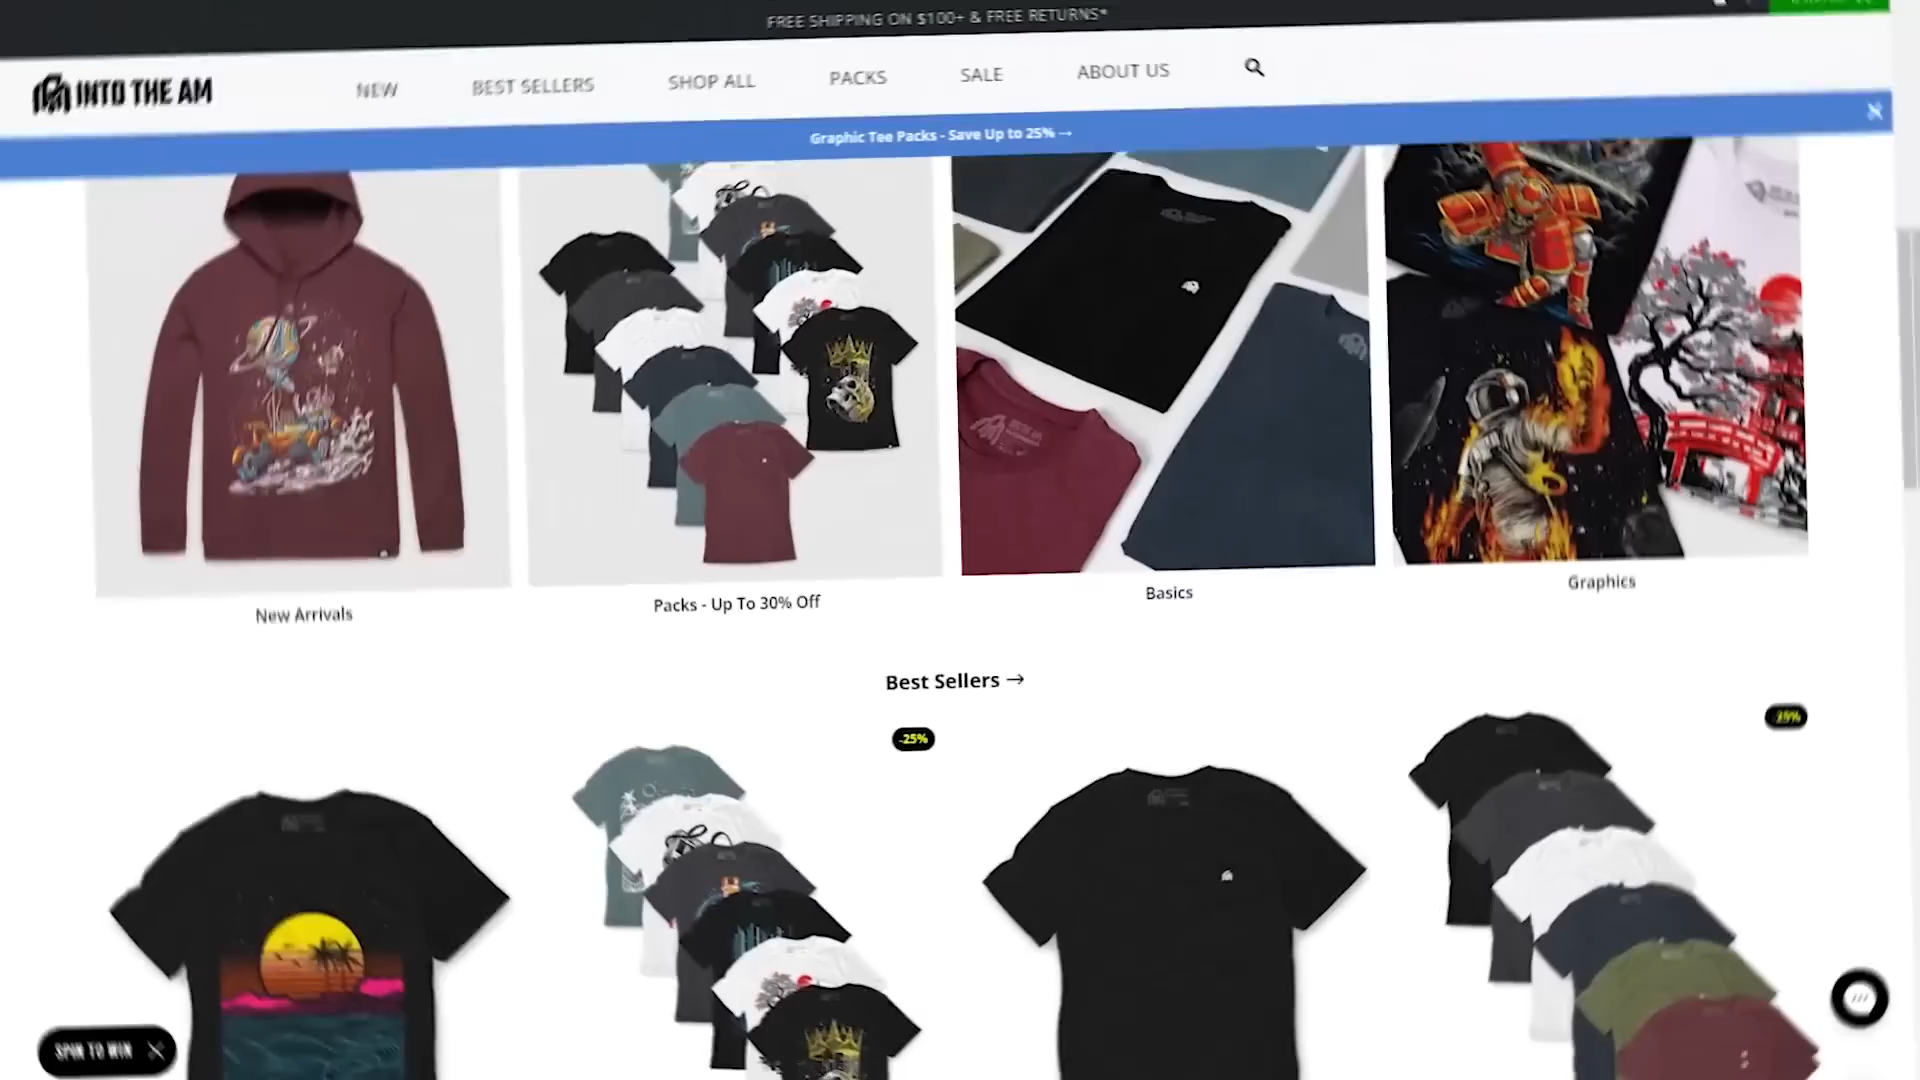 FREE SHIPPING ON $100+ & FREE RETURNS*
INTO THE AM
NEW
BEST SELLERS
SHOP ALL
PACKS
SALE
ABOUT US
Graphic Tee Packs - Save Up to 25% →
New Arrivals
Packs - Up To 30% Off
Basics
Graphics
Best Sellers →
-25%
-25%
SPIN TO WIN